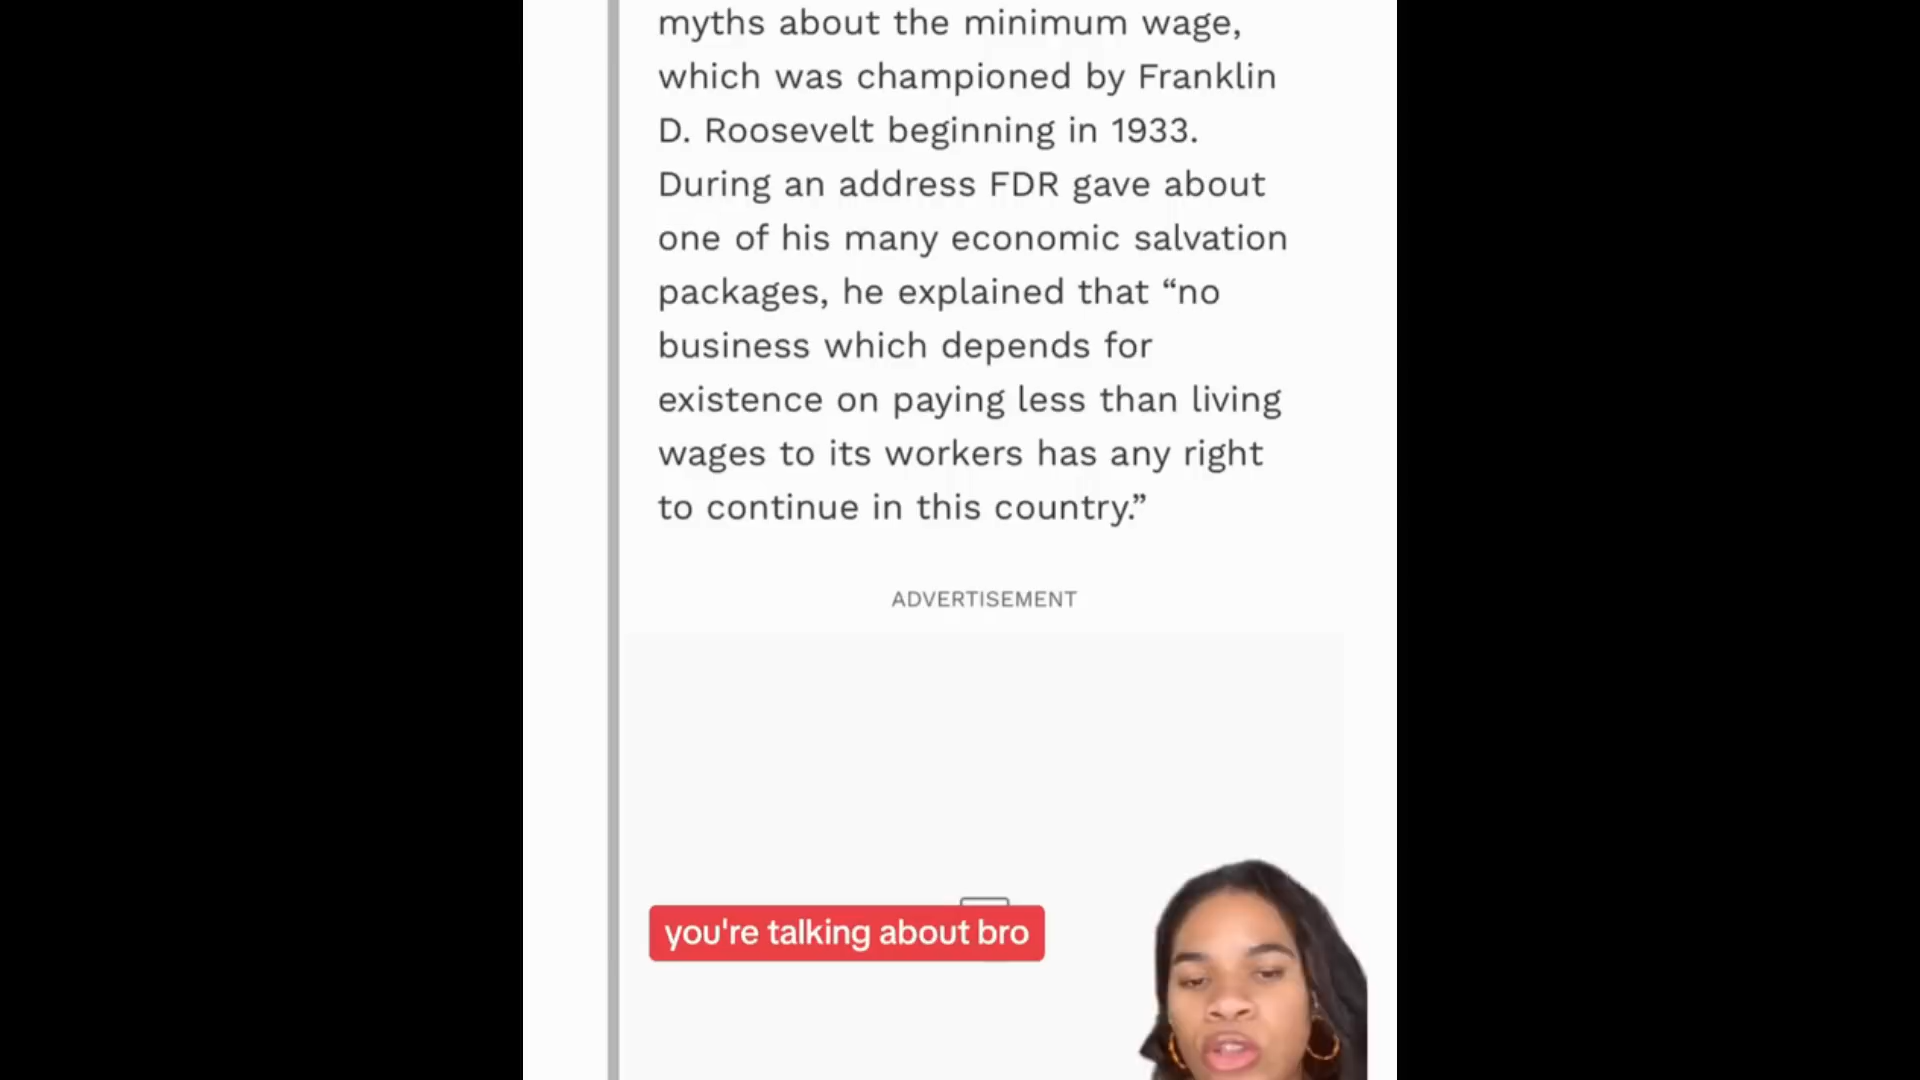 myths about the minimum wage,
which was championed by Franklin
D. Roosevelt beginning in 1933.
During an address FDR gave about
one of his many economic salvation
packages, he explained that “no
business which depends for
existence on paying less than living
wages to its workers has any right
to continue in this country.”
ADVERTISEMENT
you're talking about bro